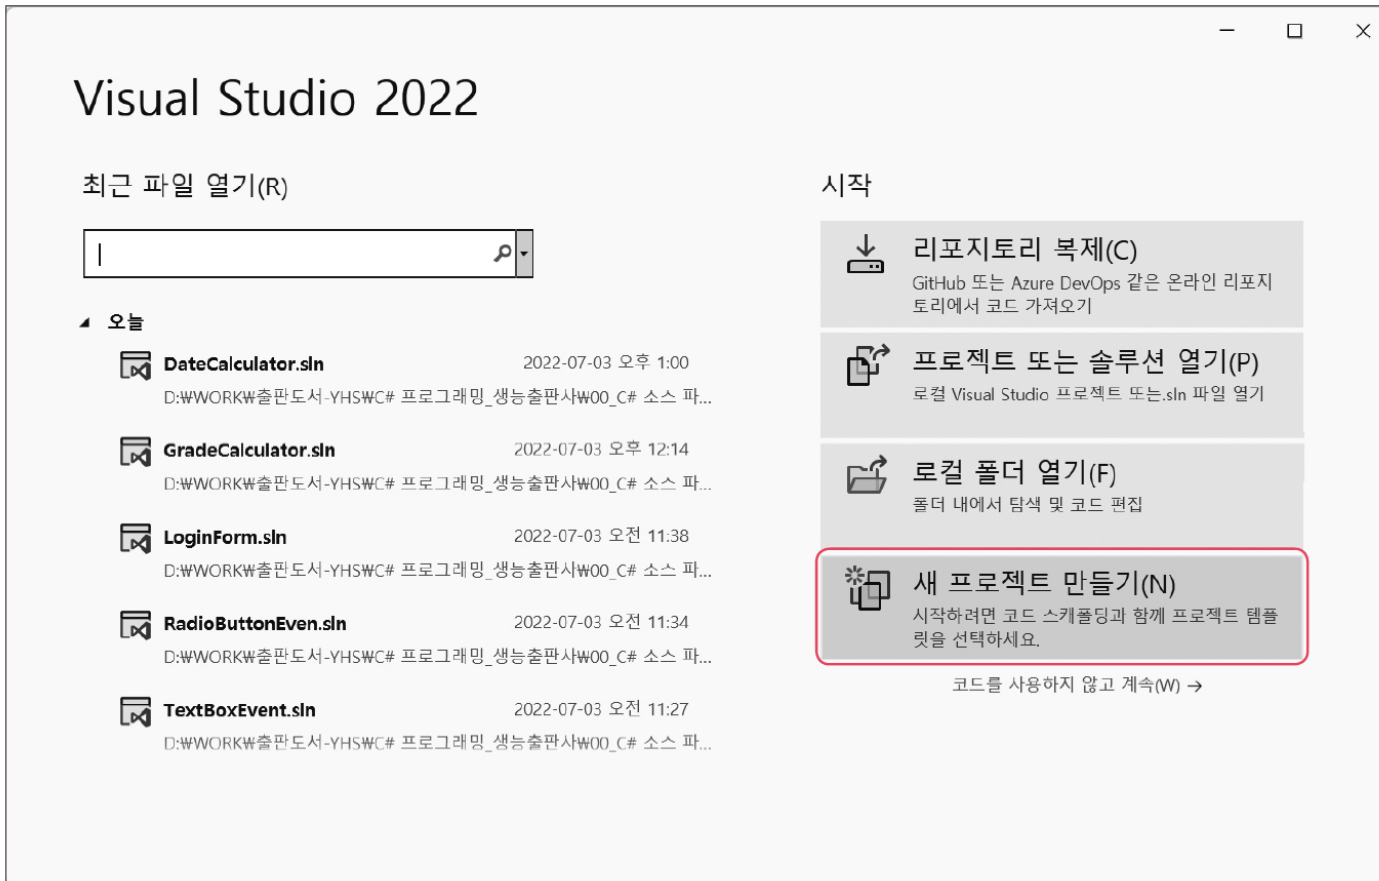 Visual Studio 2022
최근 파일 열기(R)
오늘
DateCalculator.sln 2022-07-03 오후 1:00
D:₩WORK₩출판도서-YHS₩C# 프로그래밍_생능출판사₩00_C# 소스 파...
GradeCalculator.sln 2022-07-03 오후 12:14
D:₩WORK₩출판도서-YHS₩C# 프로그래밍_생능출판사₩00_C# 소스 파...
LoginForm.sln 2022-07-03 오전 11:38
D:₩WORK₩출판도서-YHS₩C# 프로그래밍_생능출판사₩00_C# 소스 파...
RadioButtonEven.sln 2022-07-03 오전 11:34
D:₩WORK₩출판도서-YHS₩C# 프로그래밍_생능출판사₩00_C# 소스 파...
TextBoxEvent.sln 2022-07-03 오전 11:27
D:₩WORK₩출판도서-YHS₩C# 프로그래밍_생능출판사₩00_C# 소스 파...
시작
리포지토리 복제(C)
GitHub 또는 Azure DevOps 같은 온라인 리포지
토리에서 코드 가져오기
프로젝트 또는 솔루션 열기(P)
로컬 Visual Studio 프로젝트 또는.sln 파일 열기
로컬 폴더 열기(F)
폴더 내에서 탐색 및 코드 편집
새 프로젝트 만들기(N)
시작하려면 코드 스캐폴딩과 함께 프로젝트 템플
릿을 선택하세요.
코드를 사용하지 않고 계속(W) →